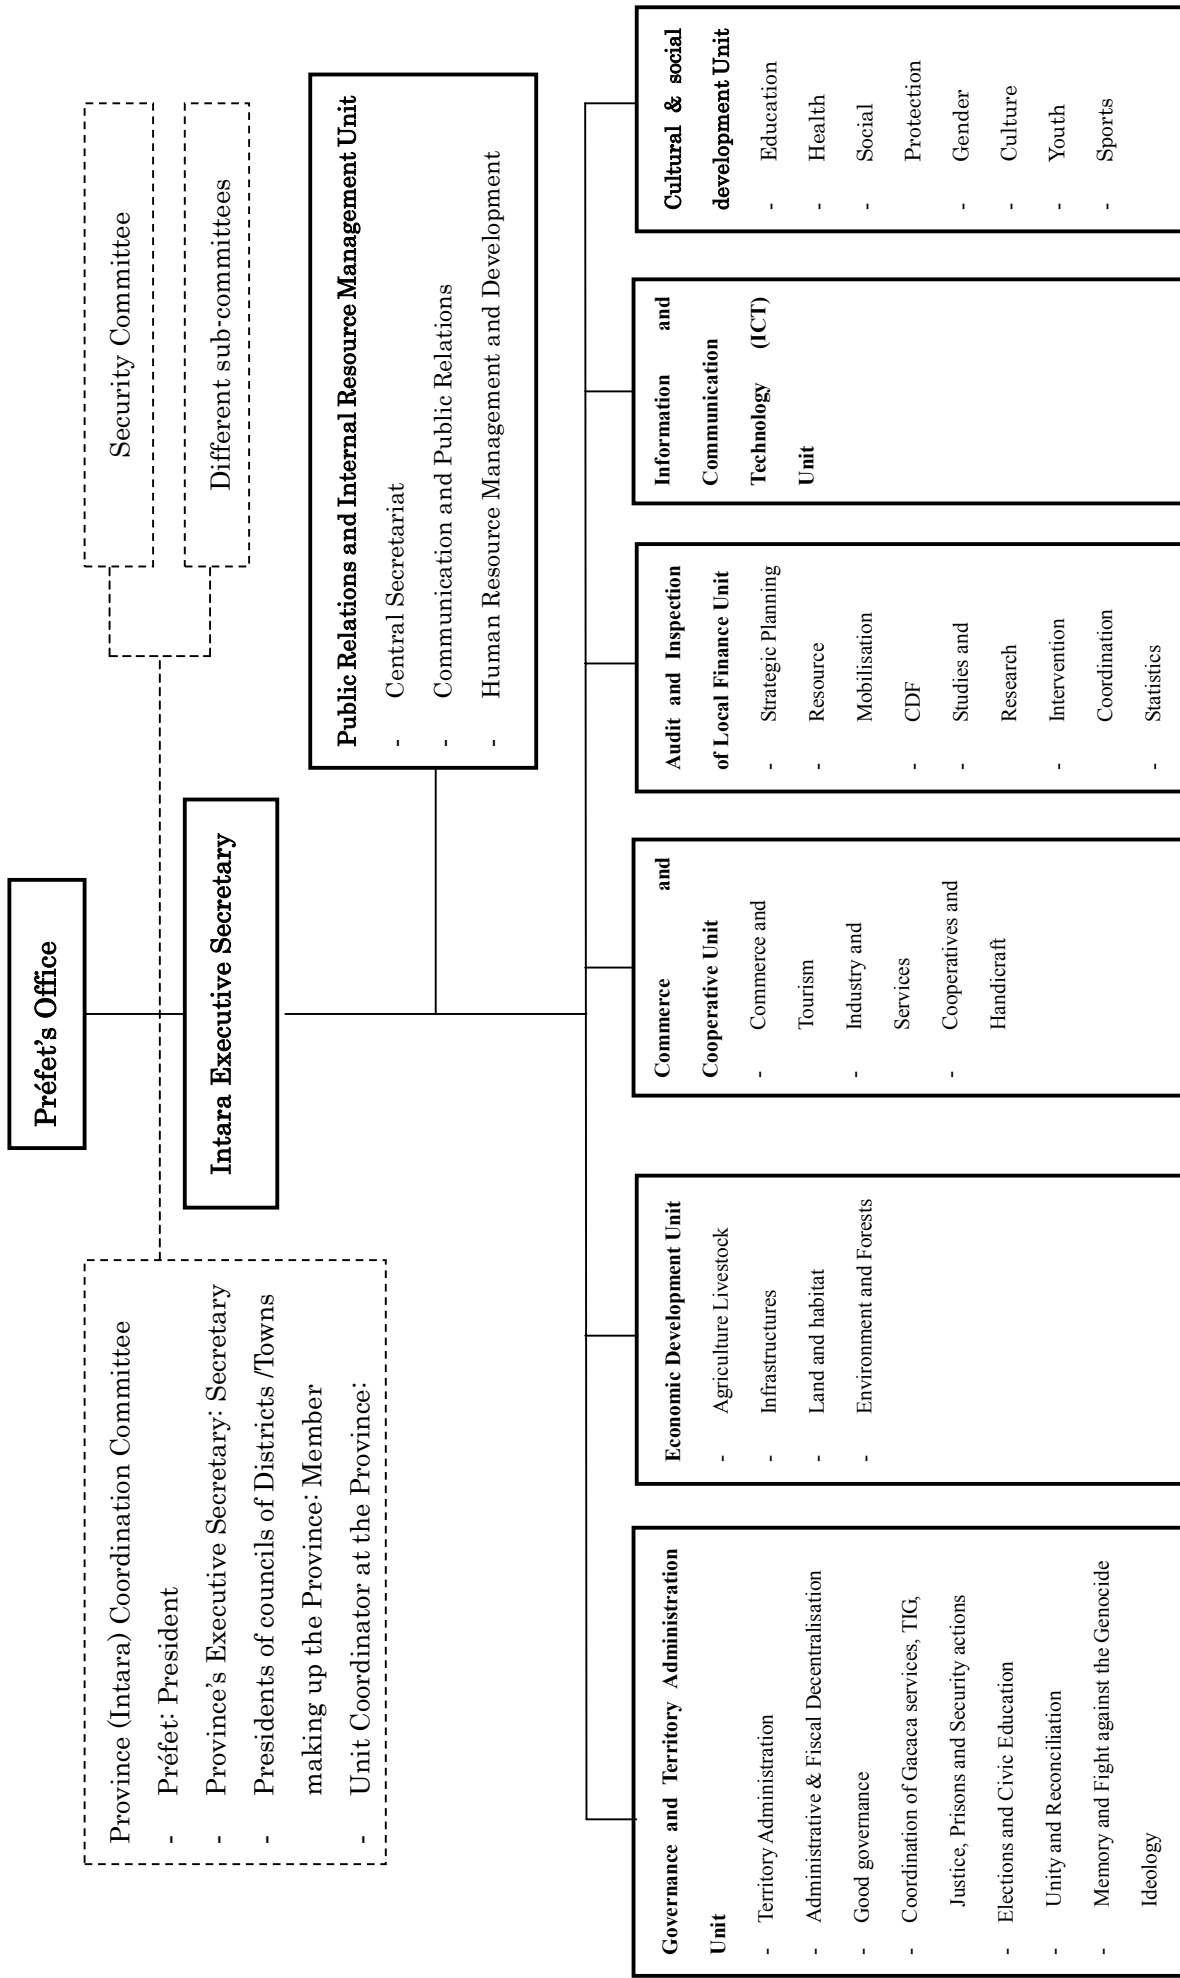 Préfet's Office
Province (Intara) Coordination Committee
- Préfet: President
- Province's Executive Secretary: Secretary
- Presidents of councils of Districts /Towns
making up the Province: Member
- Unit Coordinator at the Province:
Intara Executive Secretary
Security Committee
Different sub-committees
Public Relations and Internal Resource Management Unit
- Central Secretariat
- Communication and Public Relations
- Human Resource Management and Development
Governance and Territory Administration
Unit
- Territory Administration
- Administrative & Fiscal Decentralisation
- Good governance
- Coordination of Gacaca services, TIG,
Justice, Prisons and Security actions
- Elections and Civic Education
- Unity and Reconciliation
- Memory and Fight against the Genocide
Ideology
Economic Development Unit
- Agriculture Livestock
- Infrastructures
- Land and habitat
- Environment and Forests
Commerce and
Cooperative Unit
- Commerce and
Tourism
- Industry and
Services
- Cooperatives and
Handicraft
Audit and Inspection
of Local Finance Unit
- Strategic Planning
- Resource
Mobilisation
- CDF
- Studies and
Research
- Intervention
Coordination
- Statistics
Information and
Communication
Technology (ICT)
Unit
Cultural & social
development Unit
- Education
- Health
- Social
Protection
- Gender
- Culture
- Youth
- Sports